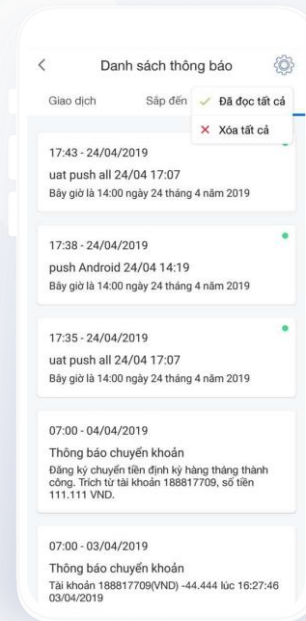 Danh sách thông báo
Giao dịch
Sắp đến
Đã đọc tất cả
Xóa tất cả
17:43 - 24/04/2019
uat push all 24/04 17:07
Bây giờ là 14:00 ngày 24 tháng 4 năm 2019
17:38 - 24/04/2019
push Android 24/04 14:19
Bây giờ là 14:00 ngày 24 tháng 4 năm 2019
17:35 - 24/04/2019
uat push all 24/04 17:07
Bây giờ là 14:00 ngày 24 tháng 4 năm 2019
07:00 - 04/04/2019
Thông báo chuyển khoản
Đăng ký chuyển tiền định kỳ hàng tháng thành
công. Trích từ tài khoản 188817709, số tiền
111.111 VND.
07:00 - 03/04/2019
Thông báo chuyển khoản
Tài khoản 188817709(VND) -44.444 lúc 16:27:46
03/04/2019